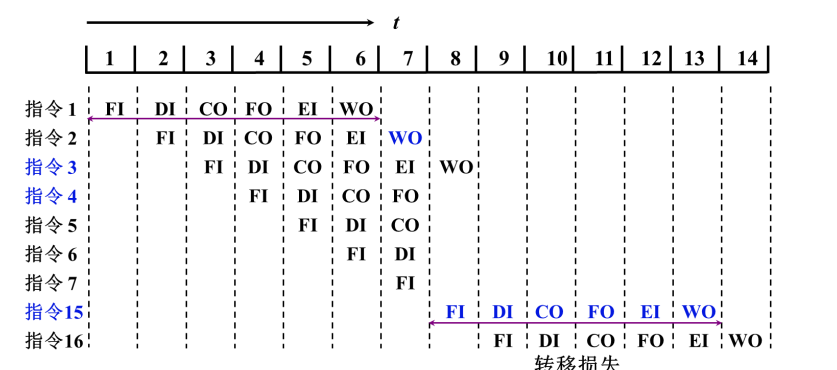 t
1 2 3 4 5 6 7 8 9 10 11 12 13 14
指令1 FI DI CO FO EI WO
指令2 FI DI CO FO EI WO
指令3 FI DI CO FO EI WO
指令4 FI DI CO FO
指令5 FI DI CO
指令6 FI DI
指令7 FI
指令15 FI DI CO FO EI WO
指令16 FI DI CO FO EI WO
转移损失